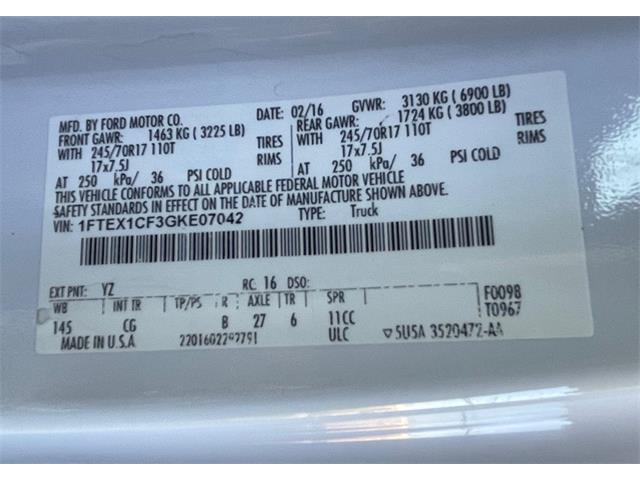 MFD. BY FORD MOTOR CO. DATE: 02/16 GVWR: 3130 KG ( 6900 LB)
FRONT GAWR: 1463 KG ( 3225 LB) REAR GAWR: 1724 KG ( 3800 LB)
WITH 245/70R17 110T TIRES WITH 245/70R17 110T TIRES
17x7.5J RIMS 17x7.5J RIMS
AT 250 kPa/ 36 PSI COLD AT 250 kPa/ 36 PSI COLD
THIS VEHICLE CONFORMS TO ALL APPLICABLE FEDERAL MOTOR VEHICLE
SAFETY STANDARDS IN EFFECT ON THE DATE OF MANUFACTURE SHOWN ABOVE.
VIN: 1FTEX1CF3GKE07042 TYPE: Truck
EXT PNT: YZ RC: 16 DSO:
WB INT TR TP/PS R AXLE TR SPR F0098
145 CG B 27 6 11CC T0967
MADE IN U.S.A. ULC
5U5A 3520472-AA